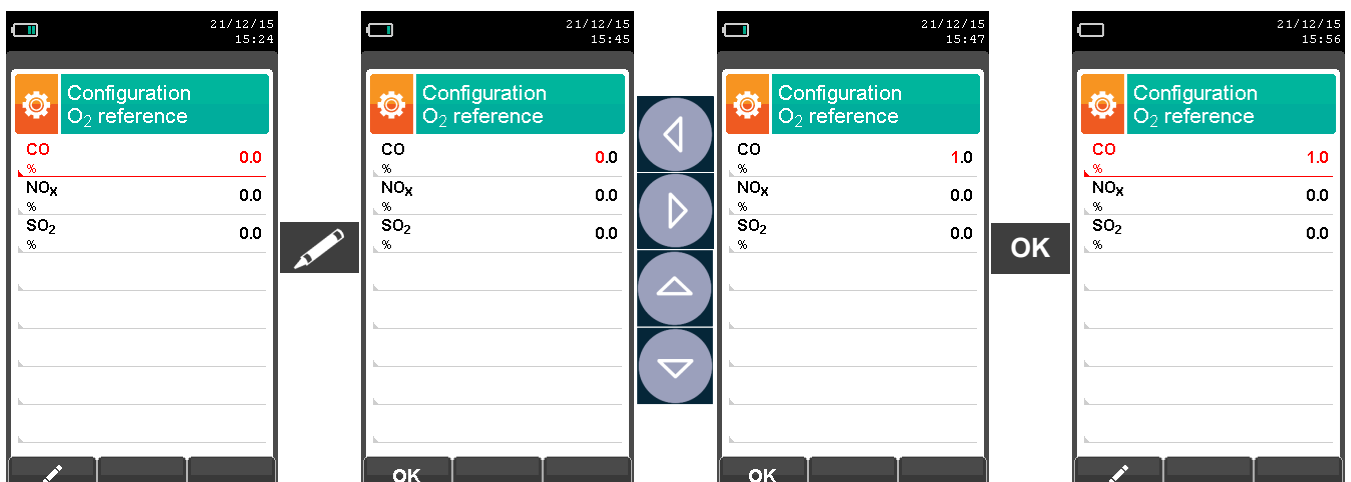 21/12/15
15:24
Configuration
O2 reference
CO
%
0.0
NOX
%
0.0
SO2
%
0.0
21/12/15
15:45
Configuration
O2 reference
CO
%
0.0
NOX
%
0.0
SO2
%
0.0
OK
21/12/15
15:47
Configuration
O2 reference
CO
%
1.0
NOX
%
0.0
SO2
%
0.0
OK
OK
21/12/15
15:56
Configuration
O2 reference
CO
%
1.0
NOX
%
0.0
SO2
%
0.0